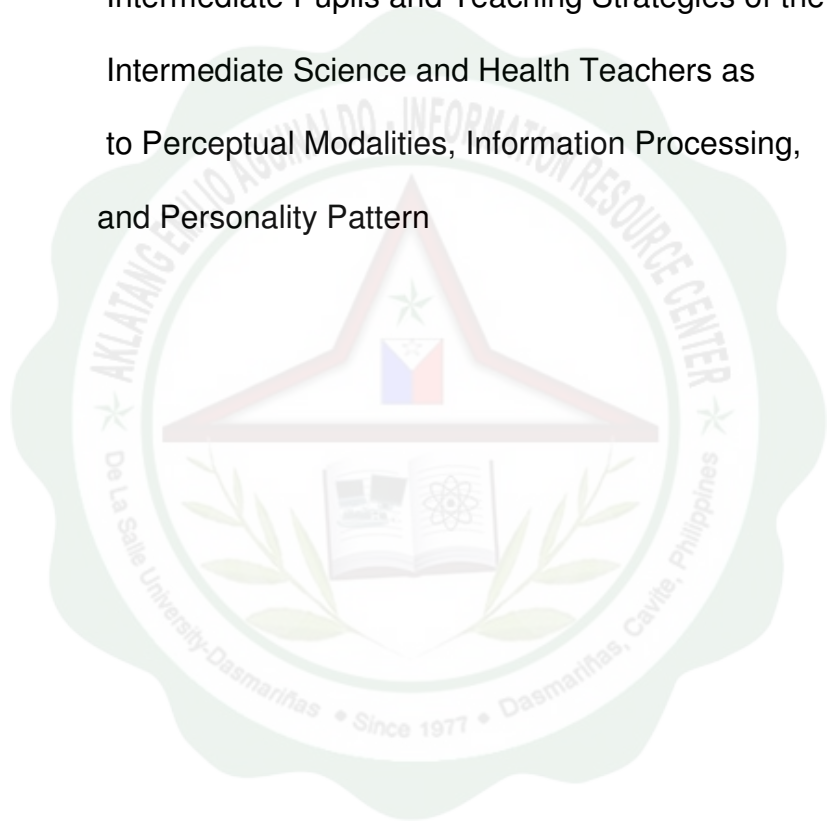 Intermediate Pupils and Teaching Strategies of the
Intermediate Science and Health Teachers as
to Perceptual Modalities, Information Processing,
and Personality Pattern
AKLATANG EMILIO AGUINALDO - INFORMATION RESOURCE CENTER
De La Salle University-Dasmariñas • Since 1977 • Dasmariñas, Cavite, Philippines